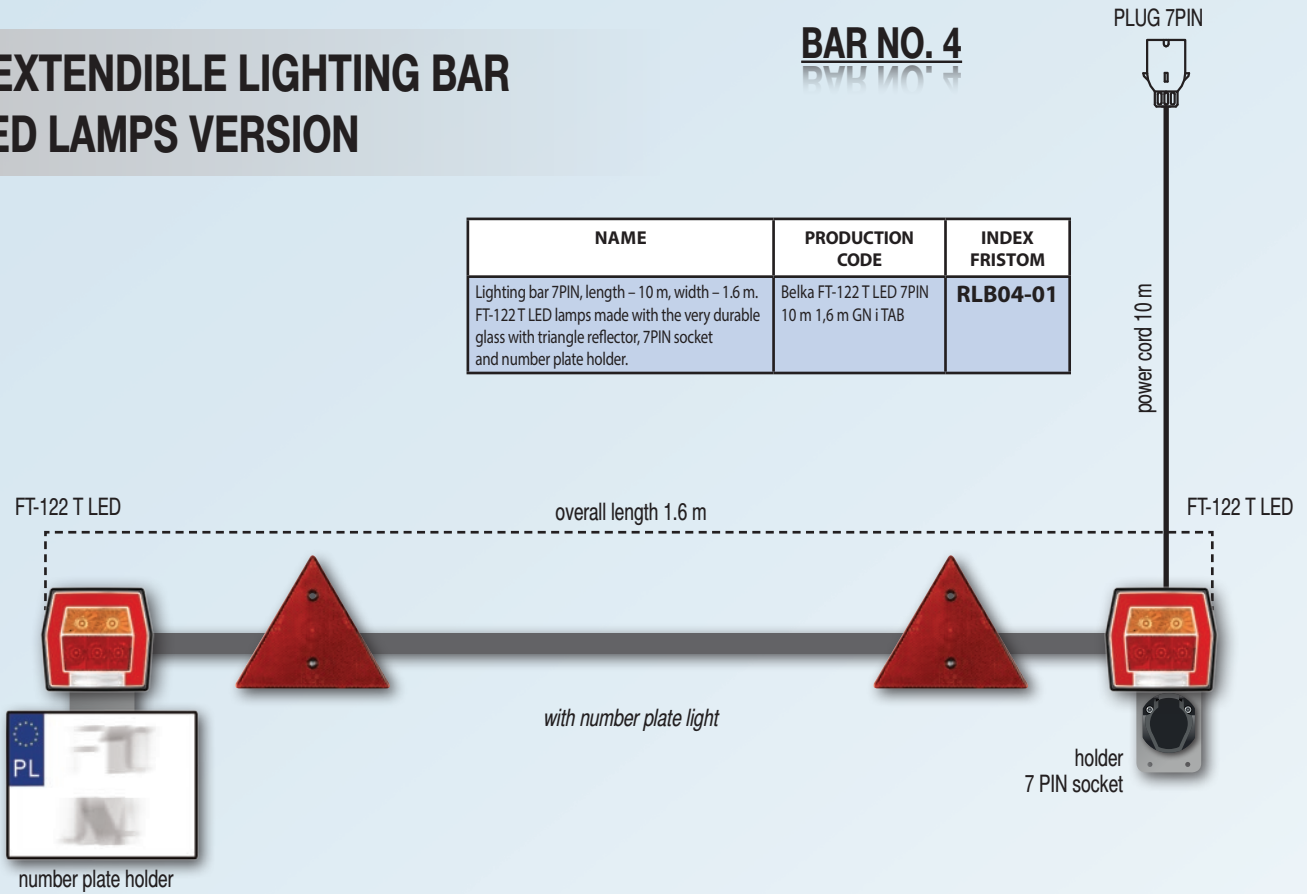 EXTENDIBLE LIGHTING BAR
ED LAMPS VERSION
BAR NO. 4
PLUG 7PIN
NAME
PRODUCTION
CODE
INDEX
FRISTOM
Lighting bar 7PIN, length – 10 m, width – 1.6 m.
FT-122 T LED lamps made with the very durable
glass with triangle reflector, 7PIN socket
and number plate holder.
Belka FT-122 T LED 7PIN
10 m 1,6 m GN i TAB
RLB04-01
power cord 10 m
FT-122 T LED
overall length 1.6 m
FT-122 T LED
with number plate light
PL
holder
7 PIN socket
number plate holder